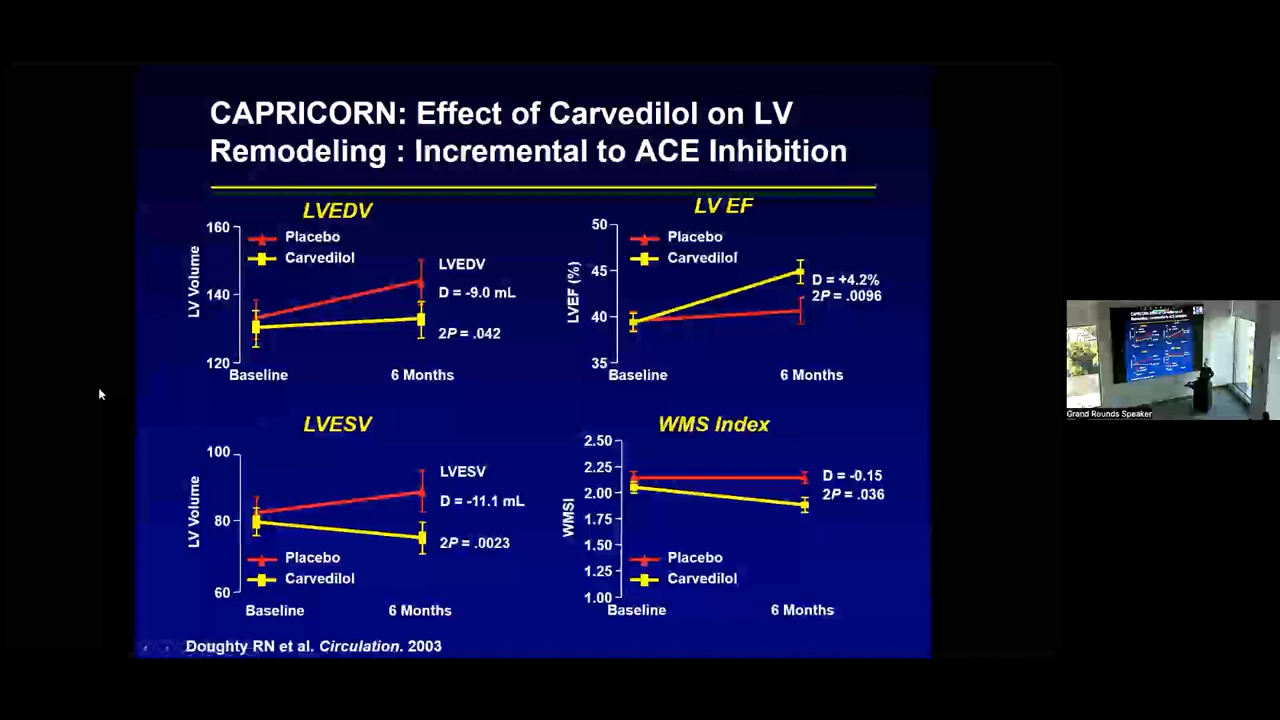 CAPRICORN: Effect of Carvedilol on LV
Remodeling : Incremental to ACE Inhibition
LVEDV
160
140
120
LV Volume
Placebo
Carvedilol
LVEDV
D = -9.0 mL
2P = .042
Baseline
6 Months
LV EF
50
45
40
35
LVEF (%)
Placebo
Carvedilol
D = +4.2%
2P = .0096
Baseline
6 Months
LVESV
100
80
60
LV Volume
LVESV
D = -11.1 mL
2P = .0023
Placebo
Carvedilol
Baseline
6 Months
WMS Index
2.50
2.25
2.00
1.75
1.50
1.25
1.00
WMSI
D = -0.15
2P = .036
Placebo
Carvedilol
Baseline
6 Months
Doughty RN et al. Circulation. 2003
Grand Rounds Speaker